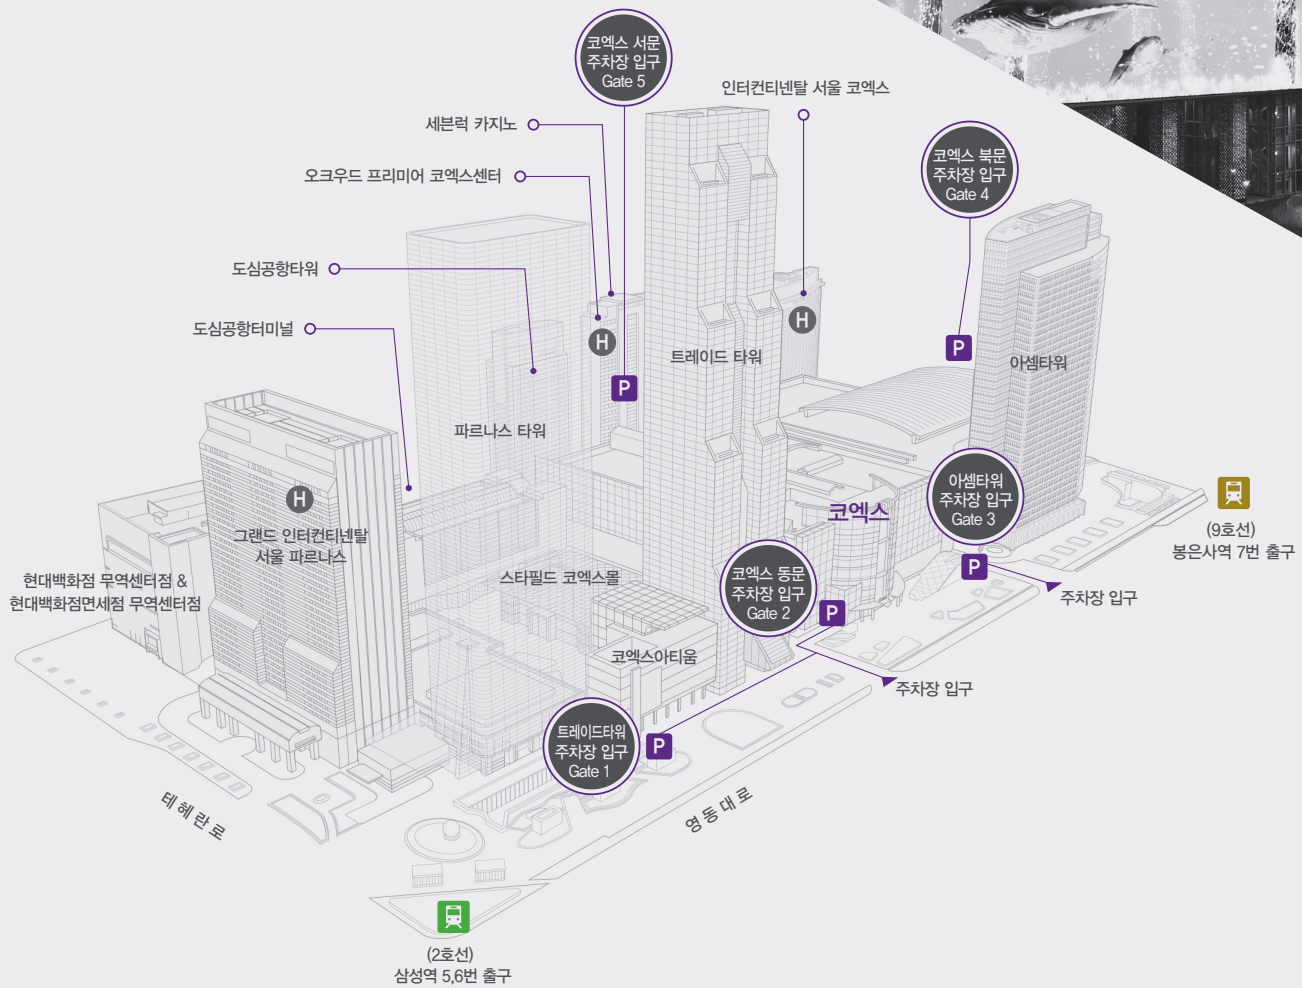 코엑스 서문
주차장 입구
Gate 5
인터컨티넨탈 서울 코엑스
세븐럭 카지노
코엑스 북문
주차장 입구
Gate 4
오크우드 프리미어 코엑스센터
도심공항타워
도심공항터미널
H
H
P
트레이드 타워
P
아셈타워
파르나스 타워
H
그랜드 인터컨티넨탈
서울 파르나스
코엑스
아셈타워
주차장 입구
Gate 3
(9호선)
봉은사역 7번 출구
현대백화점 무역센터점 &
현대백화점면세점 무역센터점
스타필드 코엑스몰
코엑스 동문
주차장 입구
Gate 2
P
P
주차장 입구
코엑스아티움
주차장 입구
트레이드타워
주차장 입구
Gate 1
P
테헤란로
영동대로
(2호선)
삼성역 5,6번 출구